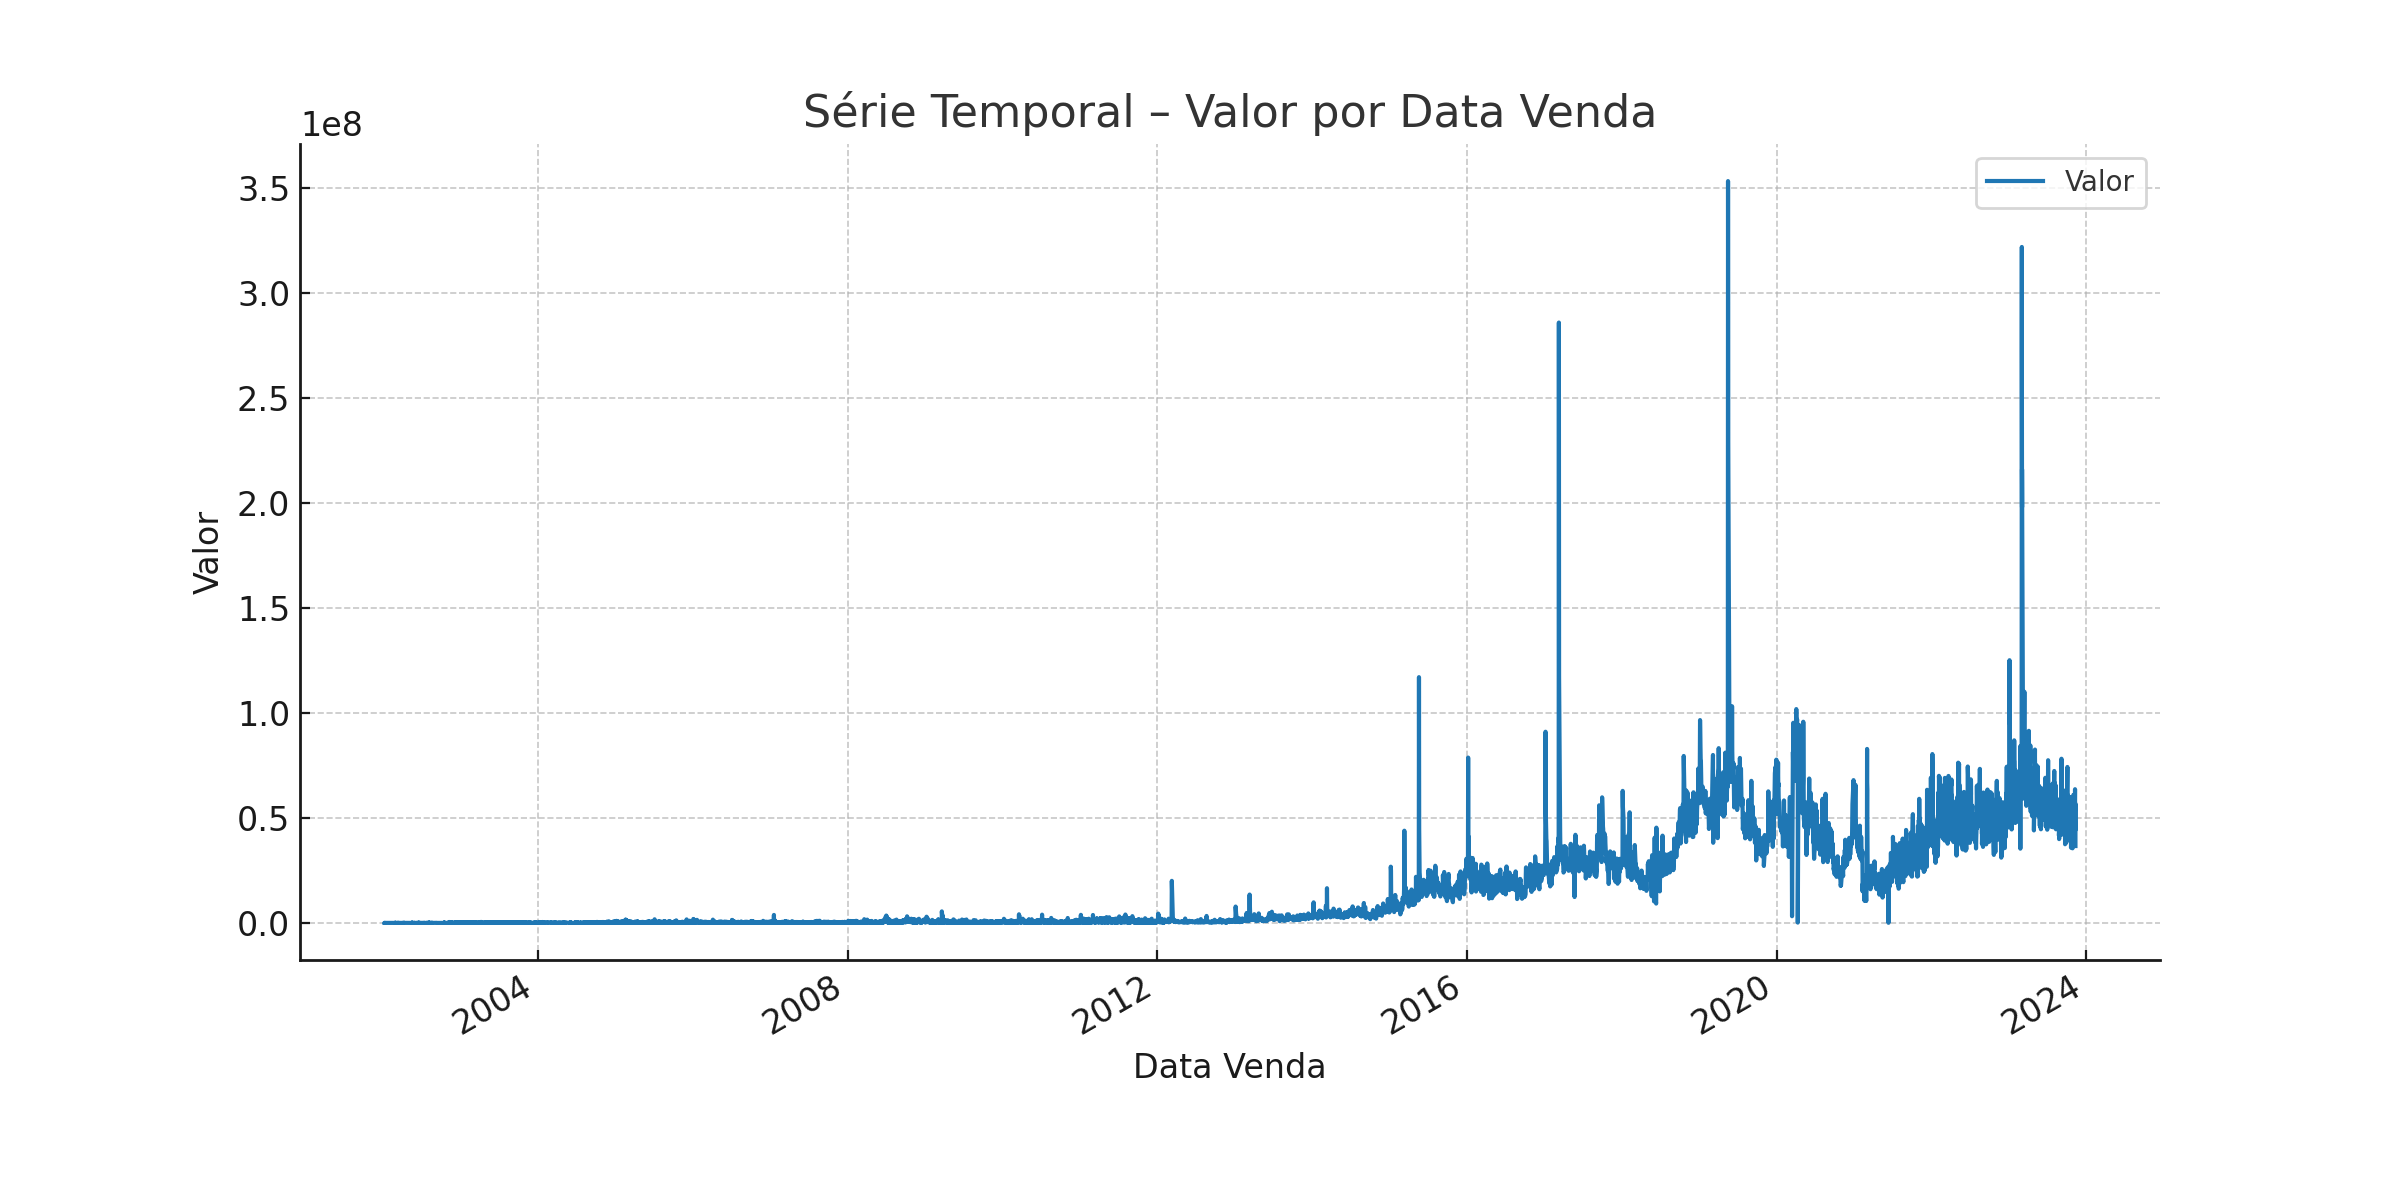 Série Temporal – Valor por Data Venda
1e8
Valor
3.5
3.0
2.5
2.0
1.5
1.0
0.5
0.0
Valor
2004
2008
2012
2016
2020
2024
Data Venda